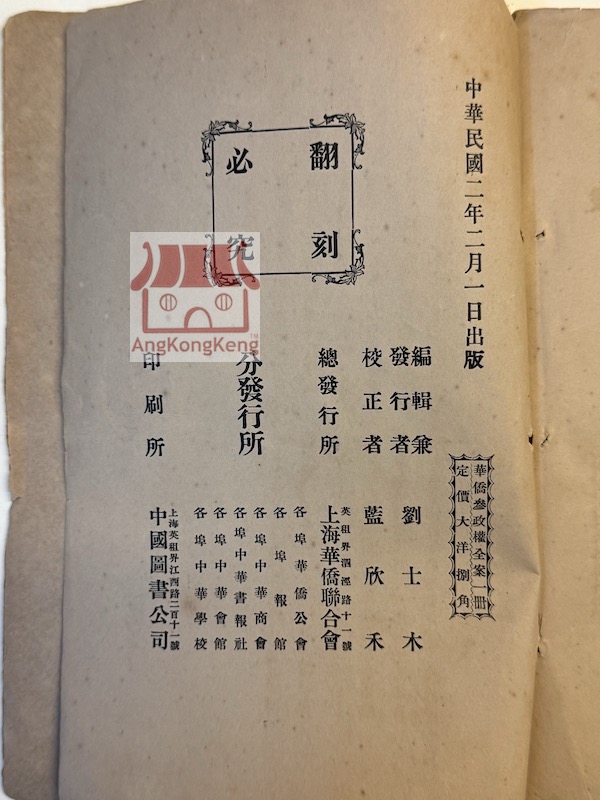 中華民國二年二月一日出版
華僑參政權全案一冊
定價大洋捌角
翻刻
必究
編輯兼
發行者
劉士木
校正者
藍欣禾
總發行所
英租界泗涇路十一號
上海華僑聯合會
分發行所
各埠華僑公會
各埠報館
各埠中華商會
各埠中華書報社
各埠中華會館
各埠中華學校
印刷所
上海英租界江西路二百十一號
中國圖書公司
AngKongKeng
TM